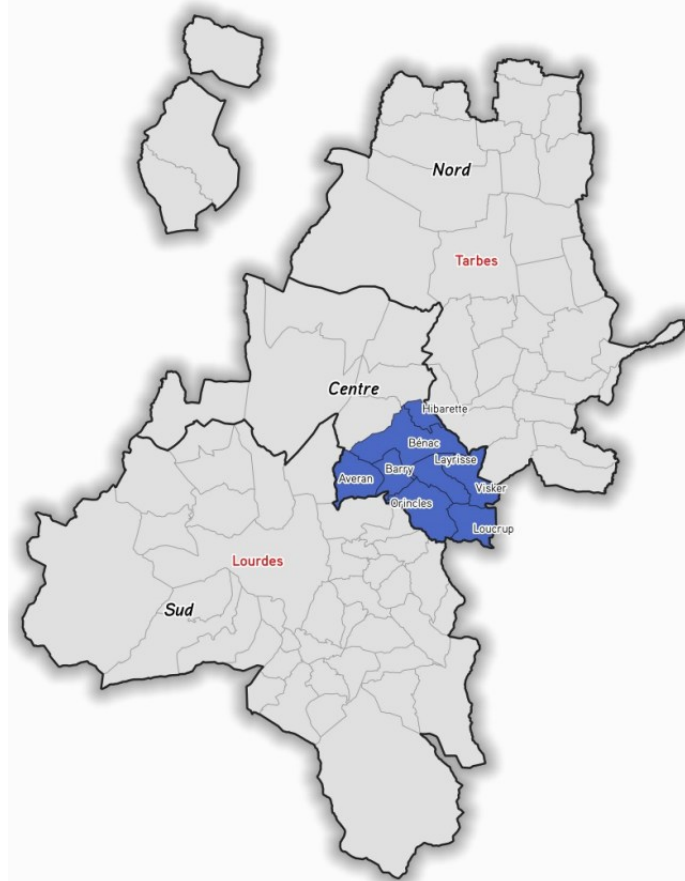 Nord
Tarbes
Centre
Hibarette
Bénac
Layrisse
Barry
Averan
Visker
Orincles
Loucrup
Lourdes
Sud